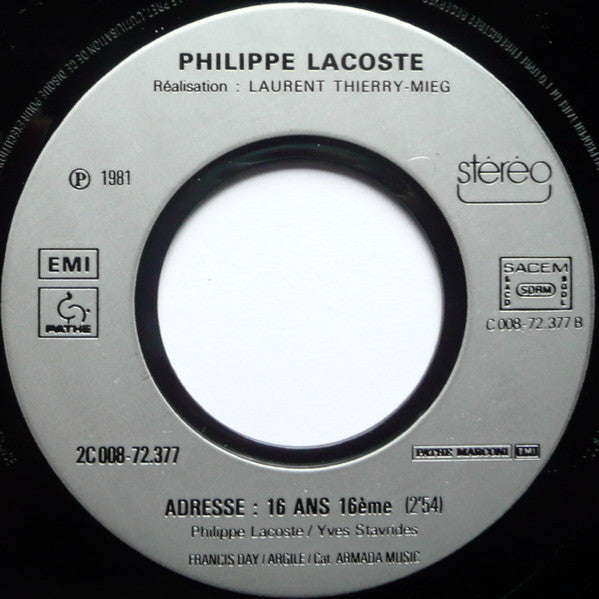 PHILIPPE LACOSTE
Réalisation : LAURENT THIERRY-MIEG
stéréo
Ⓟ 1981
EMI
PATHE
SACEM
SACD
SDRM
SGDL
C 008-72.377 B
2C 008-72.377
PATHE MARCONI EMI
ADRESSE : 16 ANS 16ème (2'54)
Philippe Lacoste / Yves Stavrides
FRANCIS DAY / ARGILE / Cat. ARMADA MUSIC